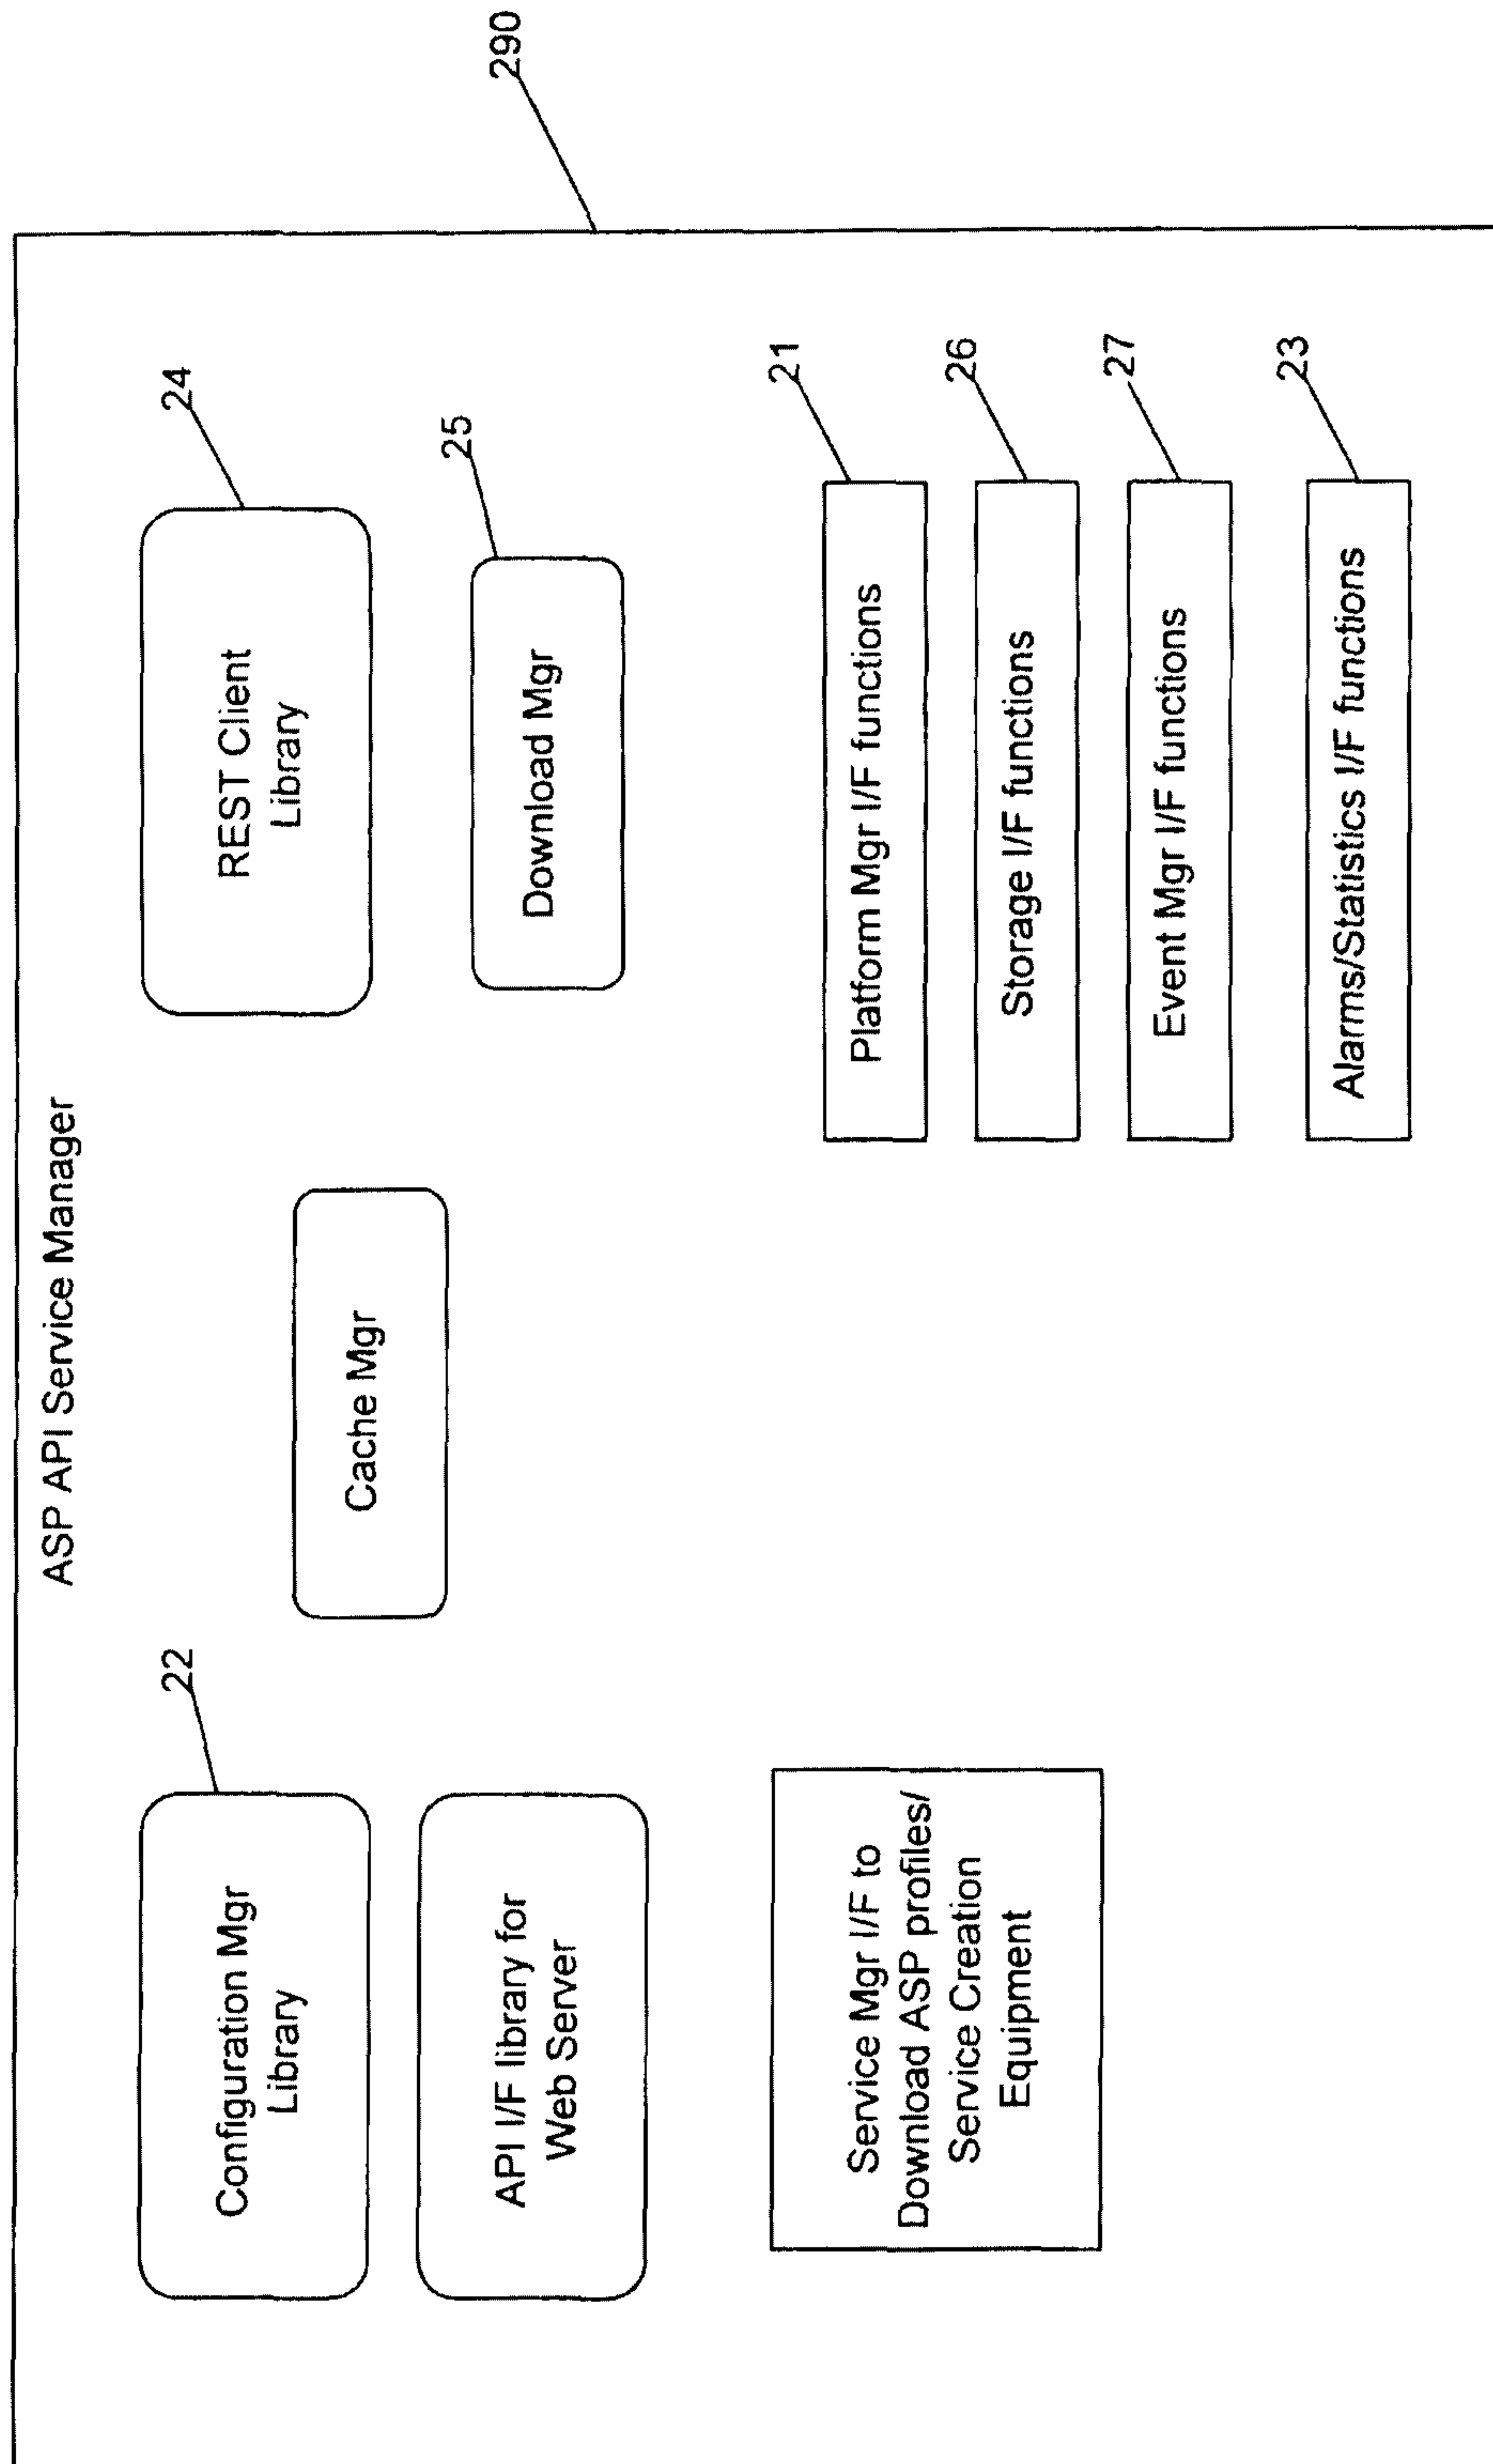 ASP API Service Manager
290
22
Configuration Mgr
Library
API I/F library for
Web Server
Service Mgr I/F to
Download ASP profiles/
Service Creation
Equipment
Cache Mgr
24
REST Client
Library
25
Download Mgr
21
Platform Mgr I/F functions
26
Storage I/F functions
27
Event Mgr I/F functions
23
Alarms/Statistics I/F functions